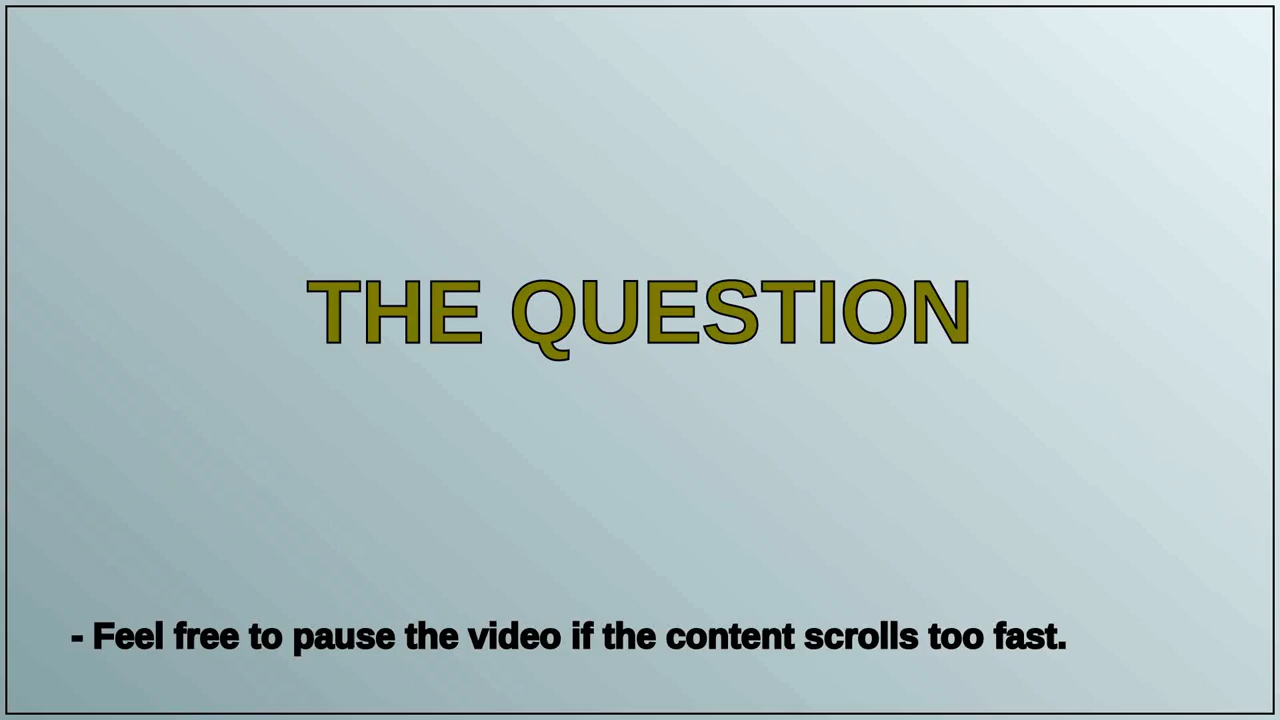 THE QUESTION
- Feel free to pause the video if the content scrolls too fast.